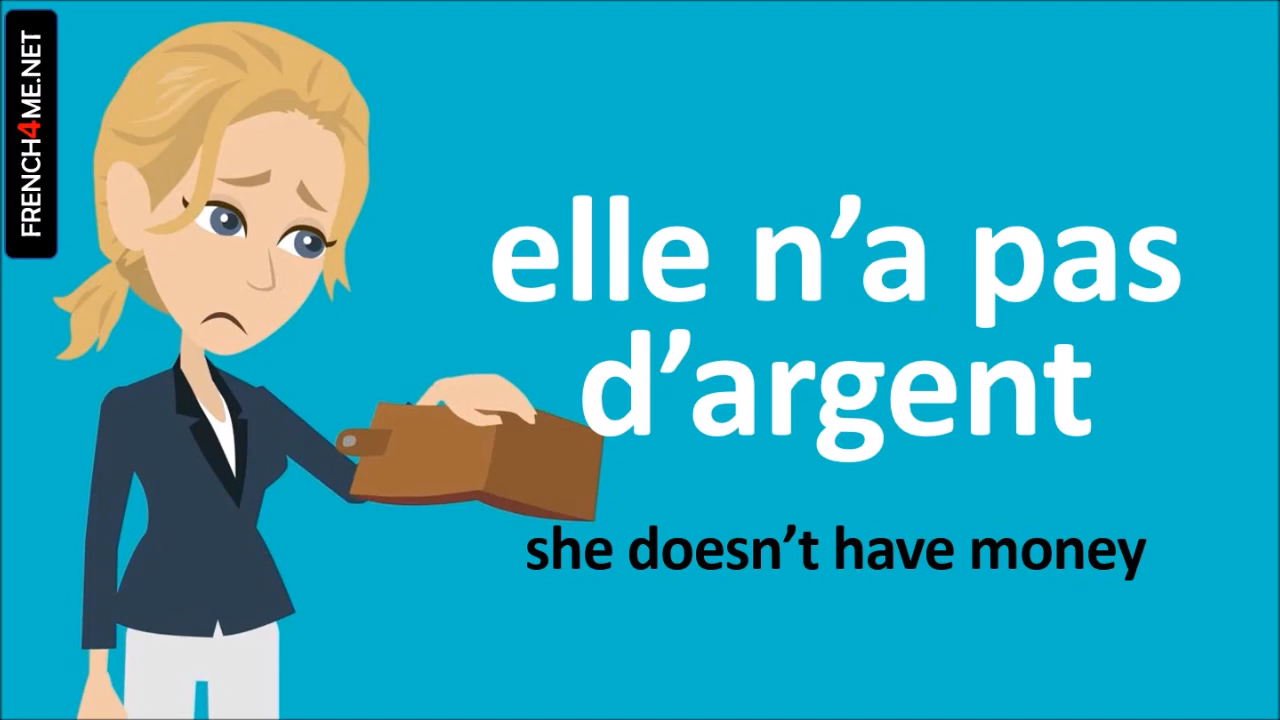 FRENCH4ME.NET
elle n’a pas
d’argent
she doesn’t have money